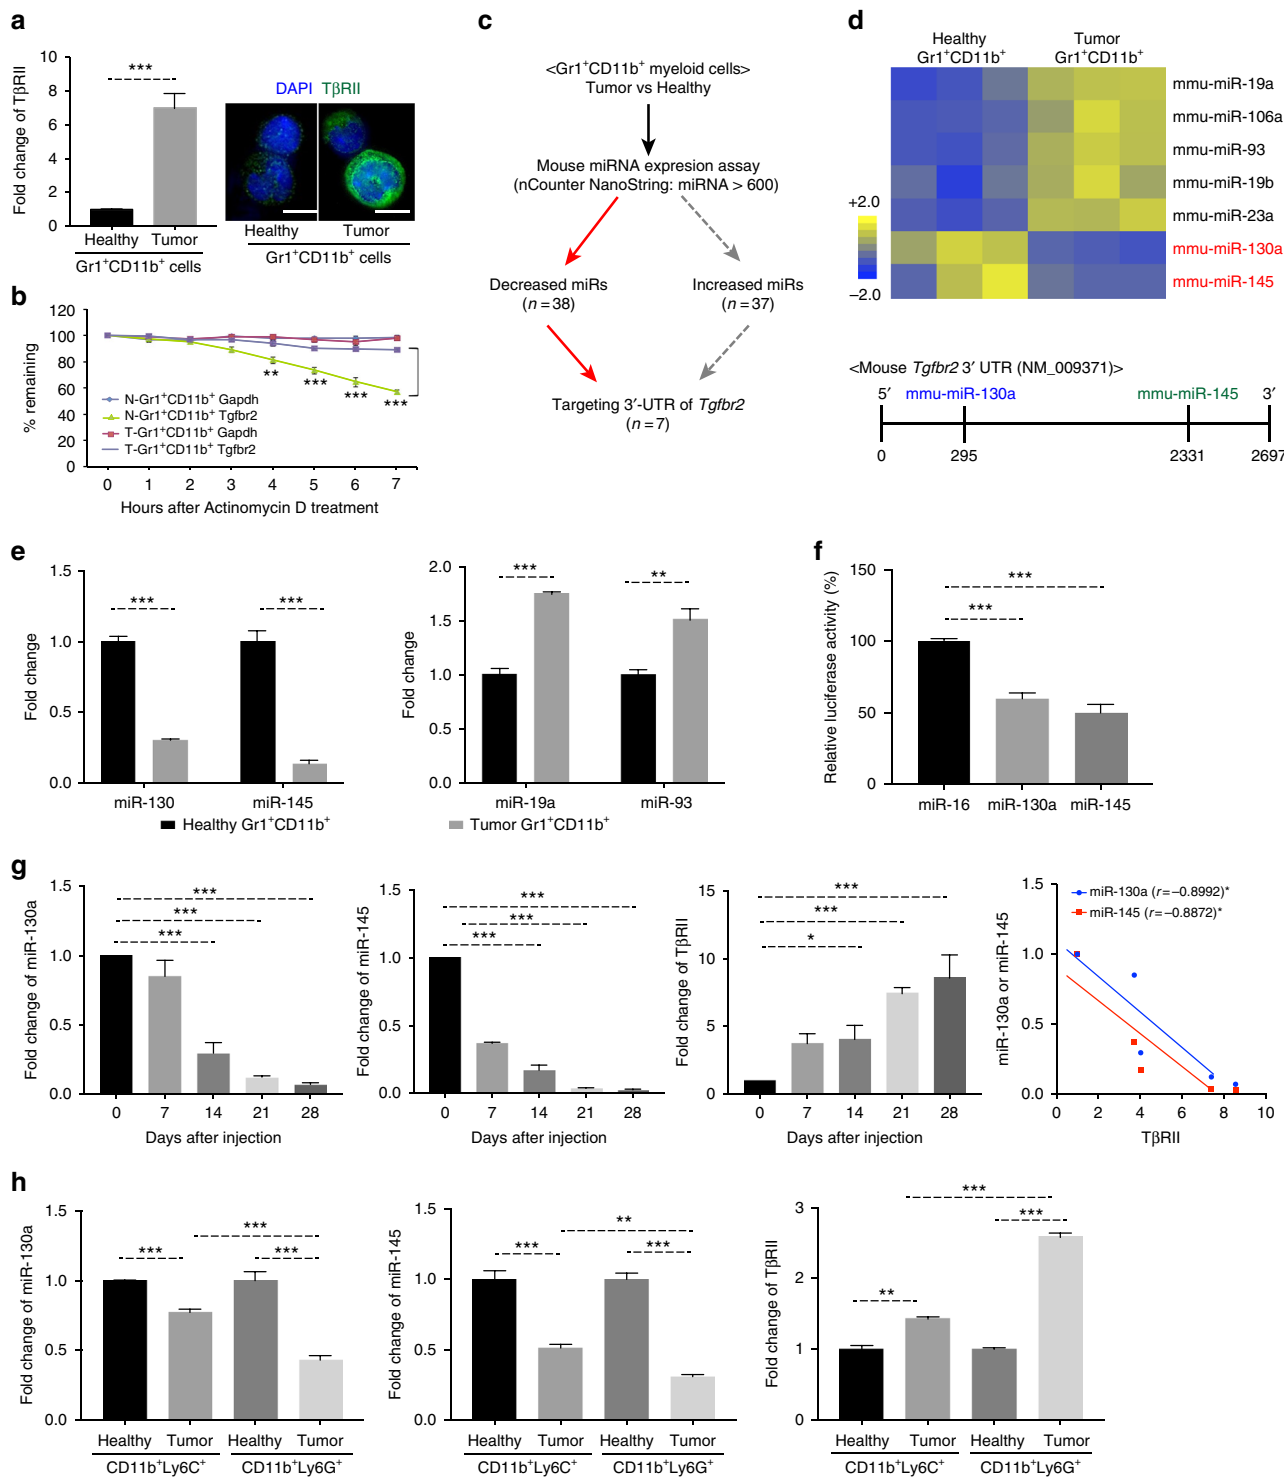 a
Fold change of TβRII
10
8
6
4
2
0
***
Healthy Tumor
Gr1⁺CD11b⁺ cells
DAPI TβRII
Healthy Tumor
Gr1⁺CD11b⁺ cells
b
% remaining
120
100
80
60
40
20
0
**
***
***
***
N-Gr1⁺CD11b⁺ Gapdh
N-Gr1⁺CD11b⁺ Tgfbr2
T-Gr1⁺CD11b⁺ Gapdh
T-Gr1⁺CD11b⁺ Tgfbr2
0 1 2 3 4 5 6 7
Hours after Actinomycin D treatment
c
<Gr1⁺CD11b⁺ myeloid cells>
Tumor vs Healthy
Mouse miRNA expresion assay
(nCounter NanoString: miRNA > 600)
Decreased miRs
(n = 38)
Increased miRs
(n = 37)
Targeting 3′-UTR of Tgfbr2
(n = 7)
d
Healthy
Gr1⁺CD11b⁺
Tumor
Gr1⁺CD11b⁺
mmu-miR-19a
mmu-miR-106a
mmu-miR-93
mmu-miR-19b
mmu-miR-23a
mmu-miR-130a
mmu-miR-145
+2.0
−2.0
<Mouse Tgfbr2 3′ UTR (NM_009371)>
5′ mmu-miR-130a mmu-miR-145 3′
0 295 2331 2697
e
Fold change
1.5
1.0
0.5
0.0
***
***
miR-130 miR-145
Fold change
2.0
1.5
1.0
0.5
0.0
***
**
miR-19a miR-93
Healthy Gr1⁺CD11b⁺
Tumor Gr1⁺CD11b⁺
f
Relative luciferase activity (%)
150
100
50
0
***
***
miR-16 miR-130a miR-145
g
Fold change of miR-130a
1.5
1.0
0.5
0.0
***
***
***
0 7 14 21 28
Days after injection
Fold change of miR-145
1.5
1.0
0.5
0.0
***
***
***
0 7 14 21 28
Days after injection
Fold change of TβRII
15
10
5
0
***
***
*
0 7 14 21 28
Days after injection
miR-130a or miR-145
1.5
1.0
0.5
0.0
miR-130a (r=−0.8992)*
miR-145 (r=−0.8872)*
0 2 4 6 8 10
TβRII
h
Fold change of miR-130a
1.5
1.0
0.5
0.0
***
***
***
Healthy Tumor Healthy Tumor
CD11b⁺Ly6C⁺ CD11b⁺Ly6G⁺
Fold change of miR-145
1.5
1.0
0.5
0.0
**
***
***
Healthy Tumor Healthy Tumor
CD11b⁺Ly6C⁺ CD11b⁺Ly6G⁺
Fold change of TβRII
3
2
1
0
***
***
**
Healthy Tumor Healthy Tumor
CD11b⁺Ly6C⁺ CD11b⁺Ly6G⁺